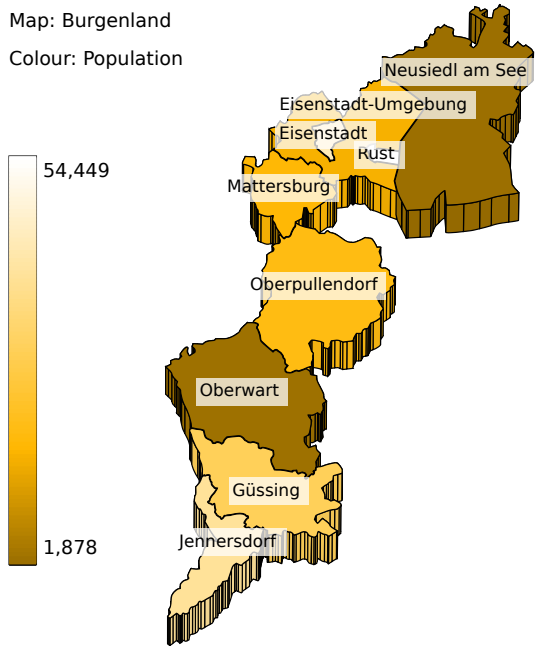 Map: Burgenland
Colour: Population
54,449
1,878
Neusiedl am See
Eisenstadt-Umgebung
Eisenstadt
Rust
Mattersburg
Oberpullendorf
Oberwart
Güssing
Jennersdorf